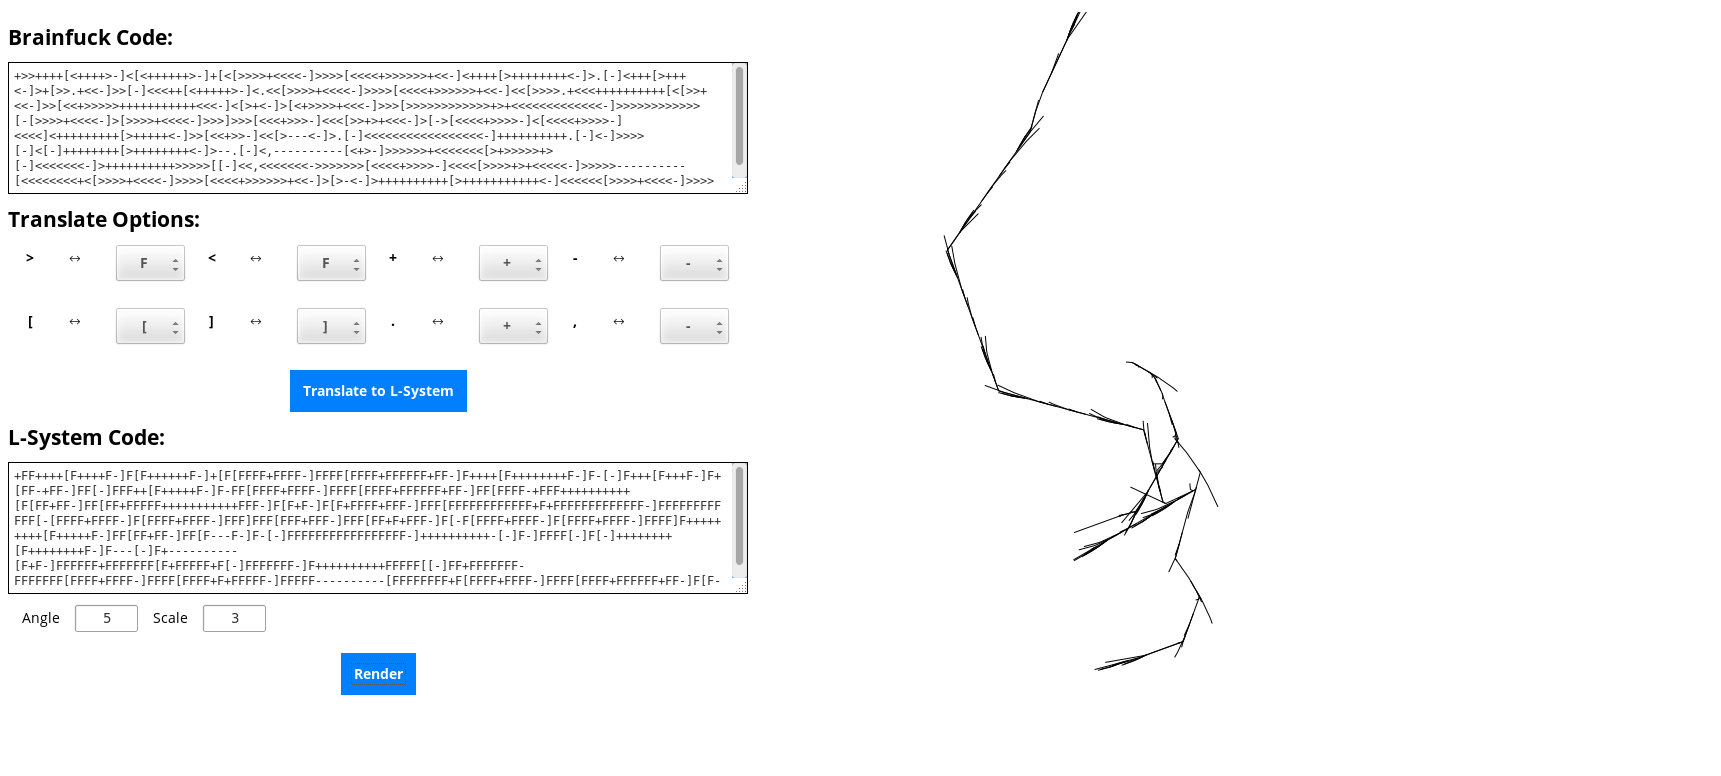 Brainfuck Code:
+>>++++[<++++>-]<[<++++++>-]+[<[>>>>+<<<<-]>>>>[<<<<+>>>>>>+<<-]<++++[>++++++++<-]>.[-]<+++[>+++
<-]>+[>>.+<<-]>>[-]<<<++[<+++++>-]<.<<[>>>>+<<<<-]>>>>[<<<<+>>>>>>+<<-]<<[>>>>.+<<<++++++++++[<[>>+
<<-]>>[<<+>>>>>++++++++++++<<<-]<[>+<-]>[<+>>>>+<<<-]>>>[>>>>>>>>>>>>+>+<<<<<<<<<<<<<-]>>>>>>>>>>>>
[-[>>>>+<<<<-]>[>>>>+<<<<-]>>>]>>>[<<<+>>>-]<<<[>>+>+<<<-]>[->[<<<<+>>>>-]<[<<<<+>>>>-]
<<<<]<+++++++++[>+++++<-]>>[<<+>>-]<<[>---<-]>.[-]<<<<<<<<<<<<<<<<<-]++++++++++.[-]<-]>>>>
[-]<[-]++++++++[>++++++++<-]>--.[-]<,----------[<+>-]>>>>>>+<<<<<<<[>+>>>>>+>
[-]<<<<<<<-]>++++++++++>>>>>[[-]<<,<<<<<<<->>>>>>>[<<<<+>>>>-]<<<<[>>>>+>+<<<<<-]>>>>>----------
[<<<<<<<<+<[>>>>+<<<<-]>>>>[<<<<+>>>>>>+<<-]>[>-<-]>++++++++++[>+++++++++++<-]<<<<<<[>>>>+<<<<-]>>>>
Translate Options:
> ↔ F < ↔ F + ↔ + - ↔ -
[ ↔ [ ] ↔ ] . ↔ + , ↔ -
Translate to L-System
L-System Code:
+FF++++[F++++F-]F[F++++++F-]+[F[FFFF+FFFF-]FFFF[FFFF+FFFFFF+FF-]F++++[F++++++++F-]F-[-]F+++[F+++F-]F+
[FF-+FF-]FF[-]FFF++[F+++++F-]F-FF[FFFF+FFFF-]FFFF[FFFF+FFFFFF+FF-]FF[FFFF-+FFF++++++++++
[F[FF+FF-]FF[FF+FFFFF++++++++++++FFF-]F[F+F-]F[F+FFFF+FFF-]FFF[FFFFFFFFFFFF+F+FFFFFFFFFFFFF-]FFFFFFFFF
FFF[-[FFFF+FFFF-]F[FFFF+FFFF-]FFF]FFF[FFF+FFF-]FFF[FF+F+FFF-]F[-F[FFFF+FFFF-]F[FFFF+FFFF-]FFFF]F+++++
++++[F+++++F-]FF[FF+FF-]FF[F---F-]F-[-]FFFFFFFFFFFFFFFFF-]++++++++++-[-]F-]FFFF[-]F[-]++++++++
[F++++++++F-]F---[-]F+----------
[F+F-]FFFFFF+FFFFFFF[F+FFFFF+F[-]FFFFFFF-]F++++++++++FFFFF[[-]FF+FFFFFFF-
FFFFFFF[FFFF+FFFF-]FFFF[FFFF+F+FFFFF-]FFFFF----------[FFFFFFFF+F[FFFF+FFFF-]FFFF[FFFF+FFFFFF+FF-]F[F-
Angle 5 Scale 3
Render